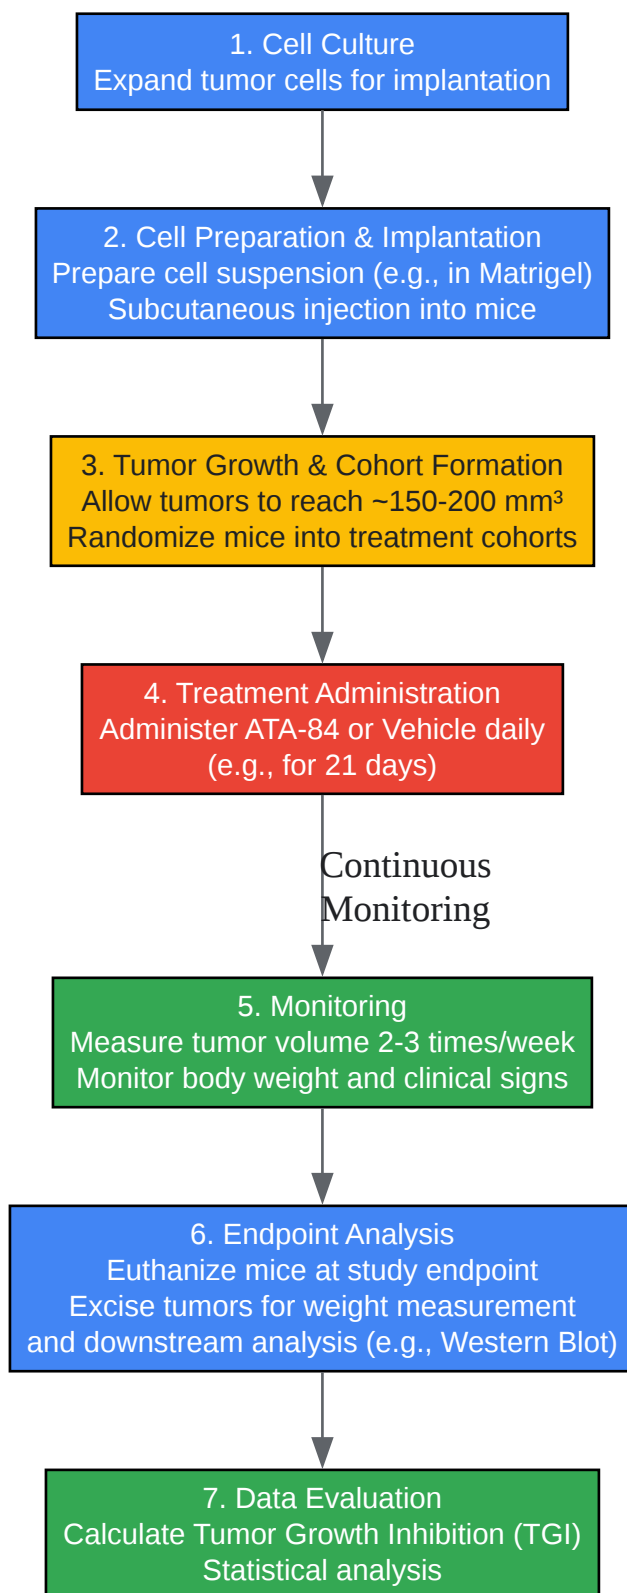 1. Cell Culture
Expand tumor cells for implantation
2. Cell Preparation & Implantation
Prepare cell suspension (e.g., in Matrigel)
Subcutaneous injection into mice
3. Tumor Growth & Cohort Formation
Allow tumors to reach ~150-200 mm³
Randomize mice into treatment cohorts
4. Treatment Administration
Administer ATA-84 or Vehicle daily
(e.g., for 21 days)
Continuous
Monitoring
5. Monitoring
Measure tumor volume 2-3 times/week
Monitor body weight and clinical signs
6. Endpoint Analysis
Euthanize mice at study endpoint
Excise tumors for weight measurement
and downstream analysis (e.g., Western Blot)
7. Data Evaluation
Calculate Tumor Growth Inhibition (TGI)
Statistical analysis